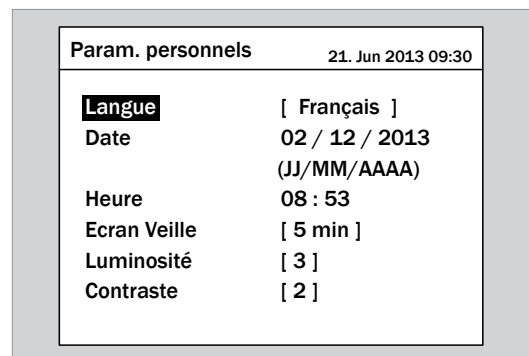 Param. personnels 21. Jun 2013 09:30
Langue [ Français ]
Date 02 / 12 / 2013
(JJ/MM/AAAA)
Heure 08 : 53
Ecran Veille [ 5 min ]
Luminosité [ 3 ]
Contraste [ 2 ]